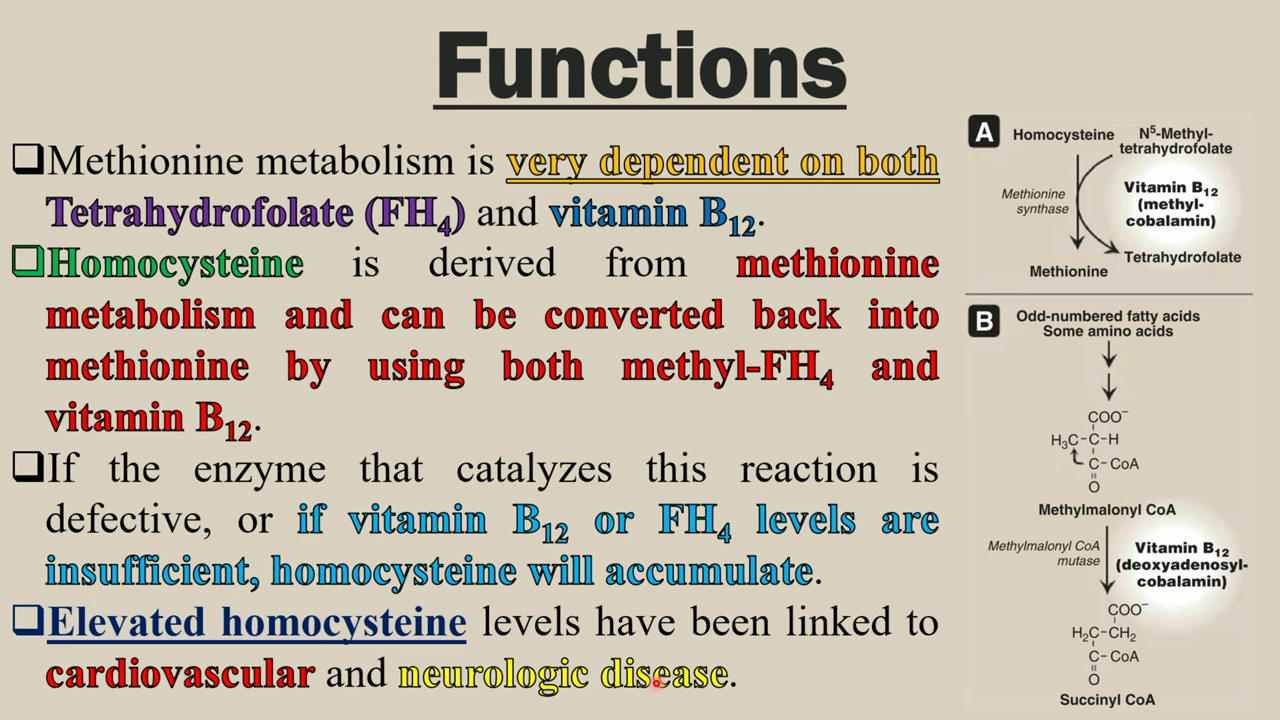 Functions
❑Methionine metabolism is very dependent on both
Tetrahydrofolate (FH₄) and vitamin B₁₂.
❑Homocysteine is derived from methionine
metabolism and can be converted back into
methionine by using both methyl-FH₄ and
vitamin B₁₂.
❑If the enzyme that catalyzes this reaction is
defective, or if vitamin B₁₂ or FH₄ levels are
insufficient, homocysteine will accumulate.
❑Elevated homocysteine levels have been linked to
cardiovascular and neurologic disease.
A
Homocysteine
N⁵-Methyl-
tetrahydrofolate
Methionine
synthase
Vitamin B₁₂
(methyl-
cobalamin)
Tetrahydrofolate
Methionine
B
Odd-numbered fatty acids
Some amino acids
COO⁻
H₃C-C-H
C-CoA
O
Methylmalonyl CoA
Methylmalonyl CoA
mutase
Vitamin B₁₂
(deoxyadenosyl-
cobalamin)
COO⁻
H₂C-CH₂
C-CoA
O
Succinyl CoA